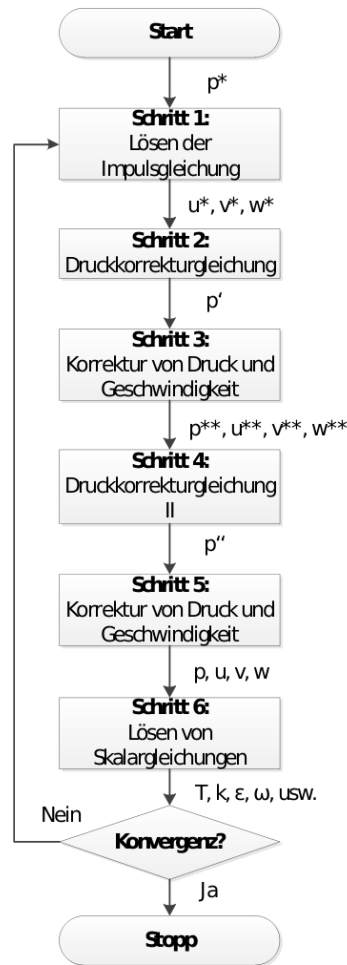 Start
p*
Schritt 1:
Lösen der
Impulsgleichung
u*, v*, w*
Schritt 2:
Druckkorrekturgleichung
p‘
Schritt 3:
Korrektur von Druck und
Geschwindigkeit
p**, u**, v**, w**
Schritt 4:
Druckkorrekturgleichung
II
p‘‘
Schritt 5:
Korrektur von Druck und
Geschwindigkeit
p, u, v, w
Schritt 6:
Lösen von
Skalargleichungen
T, k, ε, ω, usw.
Nein
Konvergenz?
Ja
Stopp